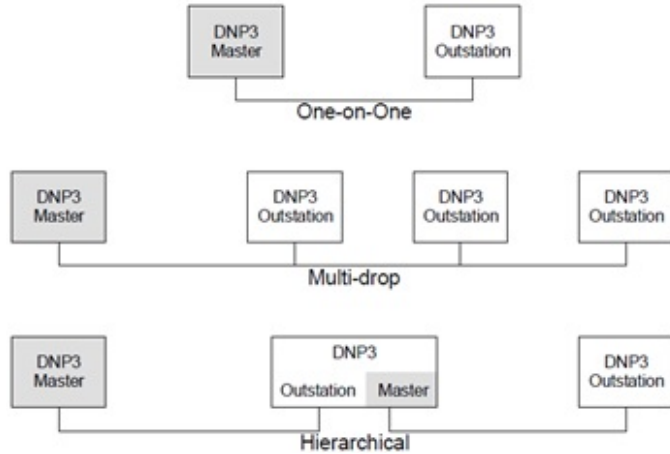 DNP3
Master
DNP3
Outstation
One-on-One
DNP3
Master
DNP3
Outstation
DNP3
Outstation
DNP3
Outstation
Multi-drop
DNP3
Master
DNP3
Outstation Master
DNP3
Outstation
Hierarchical